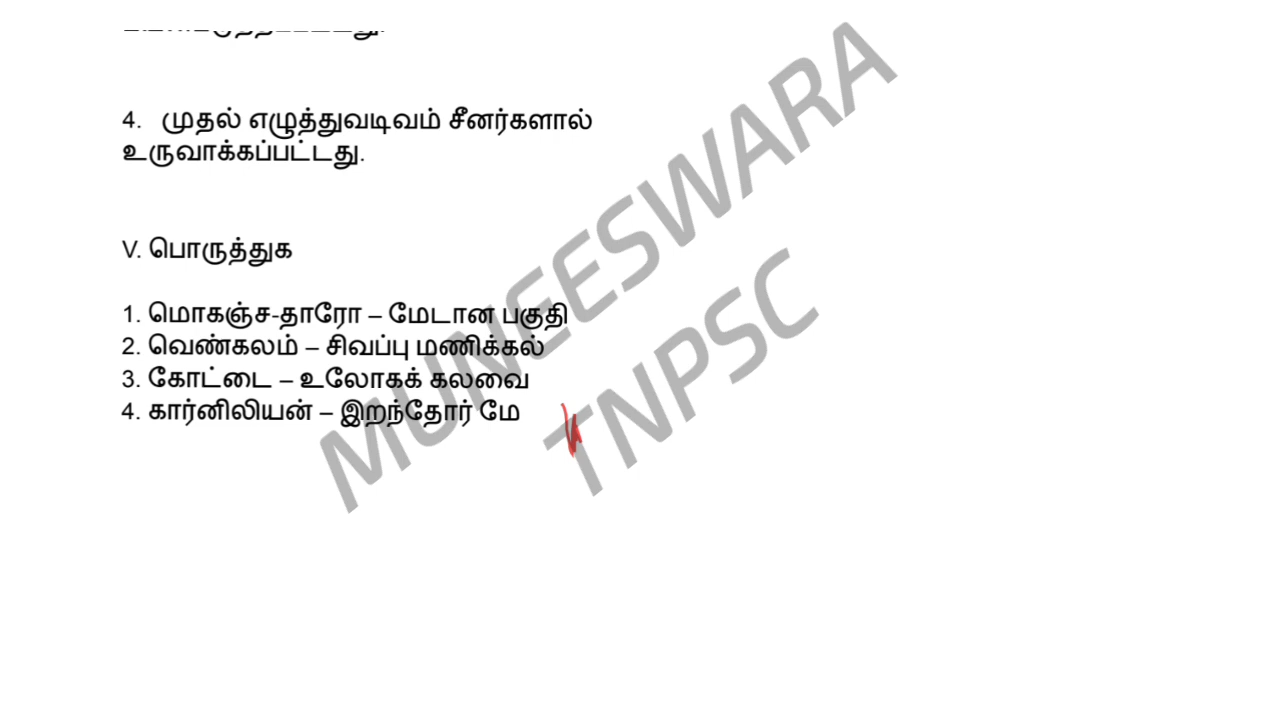 4. முதல் எழுத்துவடிவம் சீனர்களால்
உருவாக்கப்பட்டது.
V. பொருத்துக
1. மொகஞ்ச-தாரோ – மேடான பகுதி
2. வெண்கலம் – சிவப்பு மணிக்கல்
3. கோட்டை – உலோகக் கலவை
4. கார்னிலியன் – இறந்தோர் மே
MUNEESWARA
TNPSC